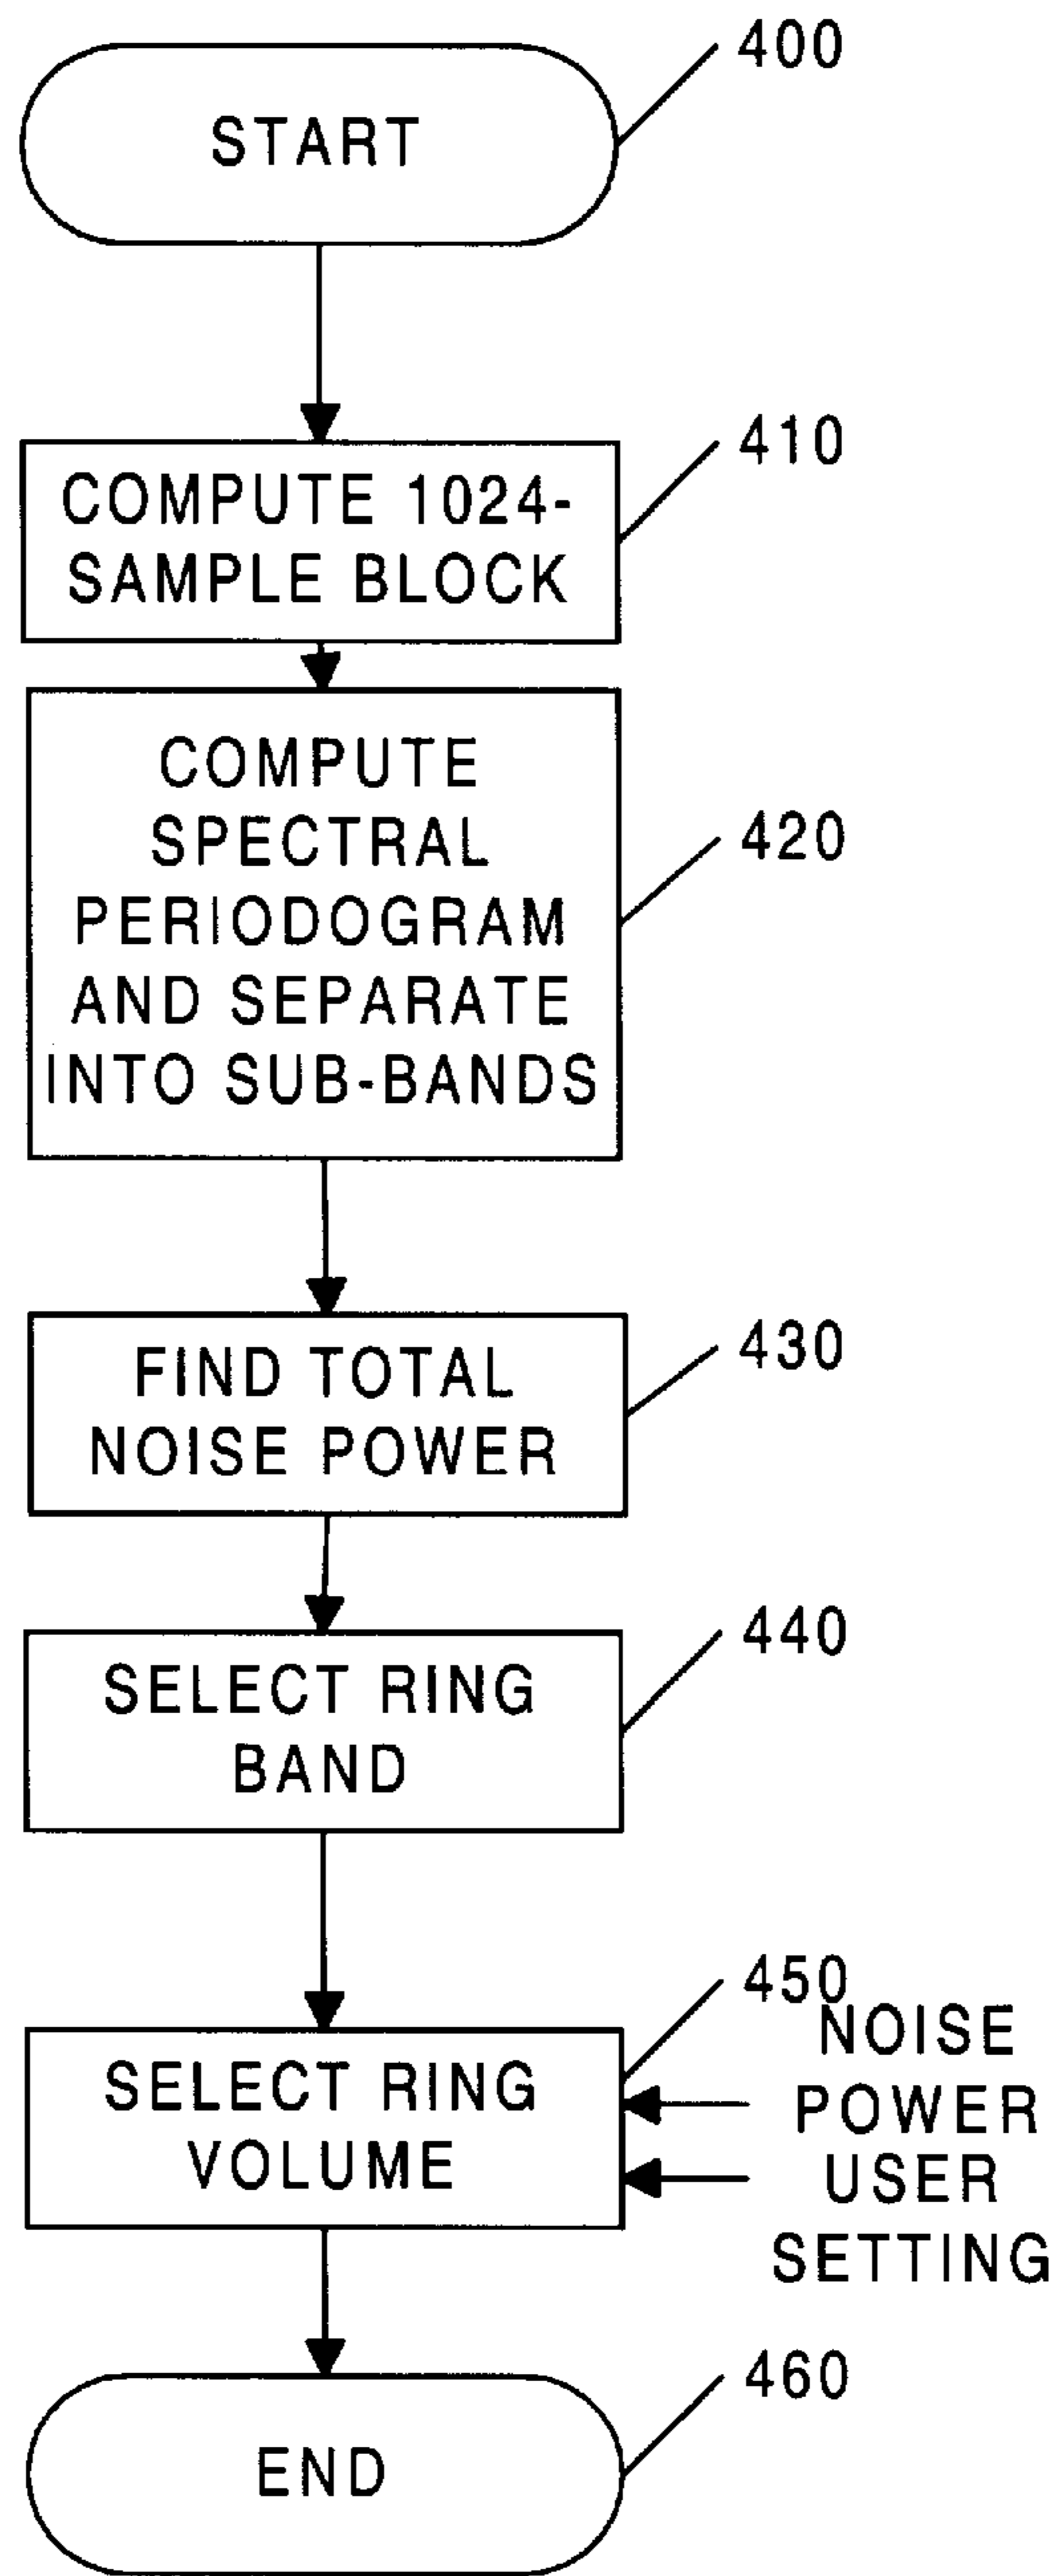 400
START
410
COMPUTE 1024-
SAMPLE BLOCK
420
COMPUTE
SPECTRAL
PERIODOGRAM
AND SEPARATE
INTO SUB-BANDS
430
FIND TOTAL
NOISE POWER
440
SELECT RING
BAND
450
SELECT RING
VOLUME
NOISE
POWER
USER
SETTING
460
END